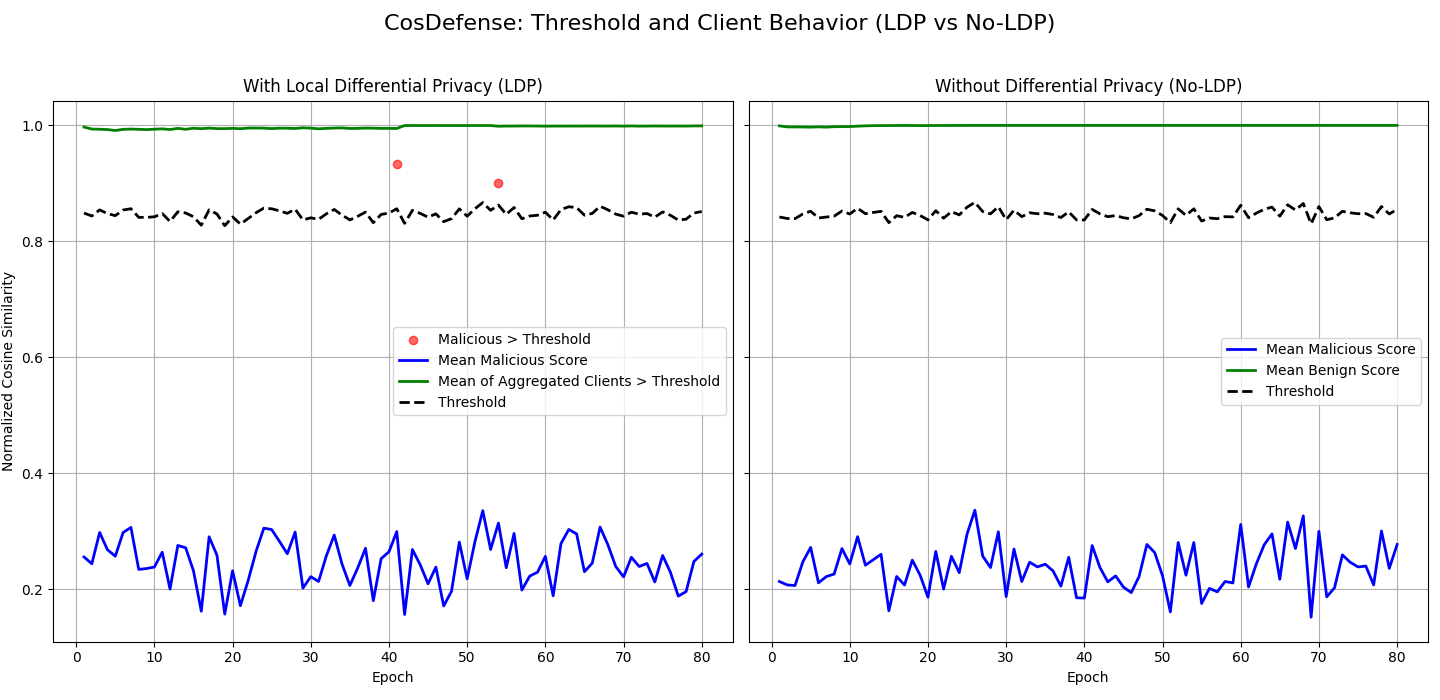 CosDefense: Threshold and Client Behavior (LDP vs No-LDP)
With Local Differential Privacy (LDP)
Normalized Cosine Similarity
1.0
0.8
0.6
0.4
0.2
Malicious > Threshold
Mean Malicious Score
Mean of Aggregated Clients > Threshold
Threshold
0 10 20 30 40 50 60 70 80
Epoch
Without Differential Privacy (No-LDP)
Mean Malicious Score
Mean Benign Score
Threshold
0 10 20 30 40 50 60 70 80
Epoch